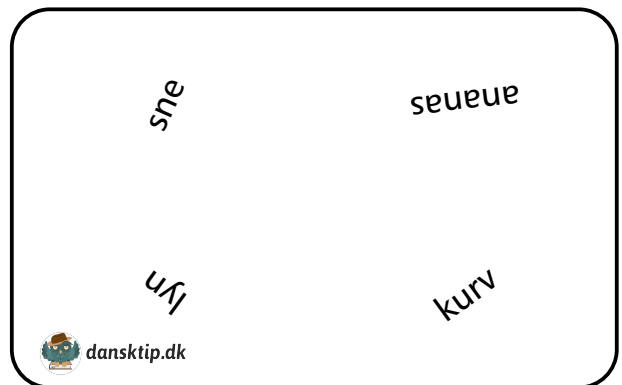 sne
ananas
lyn
kurv
dansktip.dk